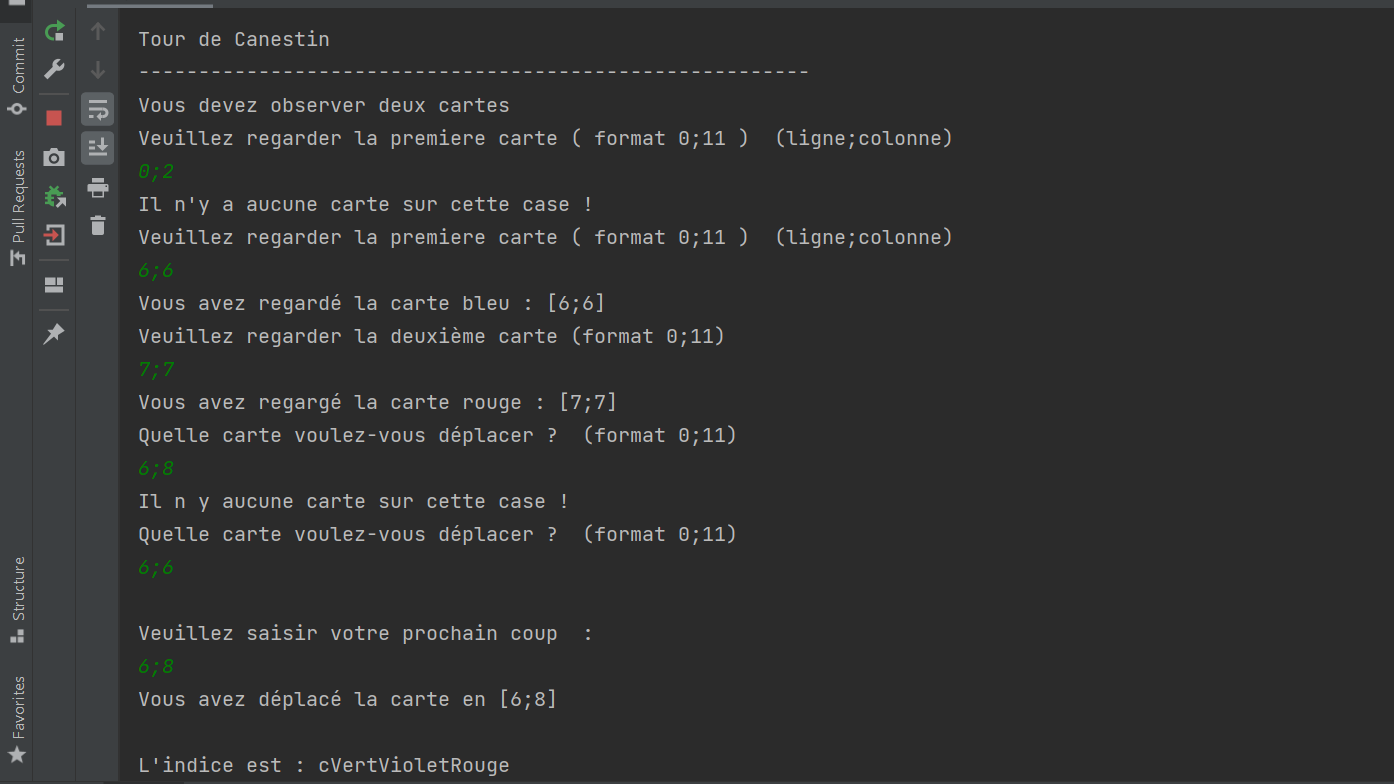 Commit
Pull Requests
Structure
Favorites
Tour de Canestin
--------------------------------------------------------
Vous devez observer deux cartes
Veuillez regarder la premiere carte ( format 0;11 )  (ligne;colonne)
0;2
Il n'y a aucune carte sur cette case !
Veuillez regarder la premiere carte ( format 0;11 )  (ligne;colonne)
6;6
Vous avez regardé la carte bleu : [6;6]
Veuillez regarder la deuxième carte (format 0;11)
7;7
Vous avez regargé la carte rouge : [7;7]
Quelle carte voulez-vous déplacer ?  (format 0;11)
6;8
Il n y aucune carte sur cette case !
Quelle carte voulez-vous déplacer ?  (format 0;11)
6;6
Veuillez saisir votre prochain coup  :
6;8
Vous avez déplacé la carte en [6;8]
L'indice est : cVertVioletRouge